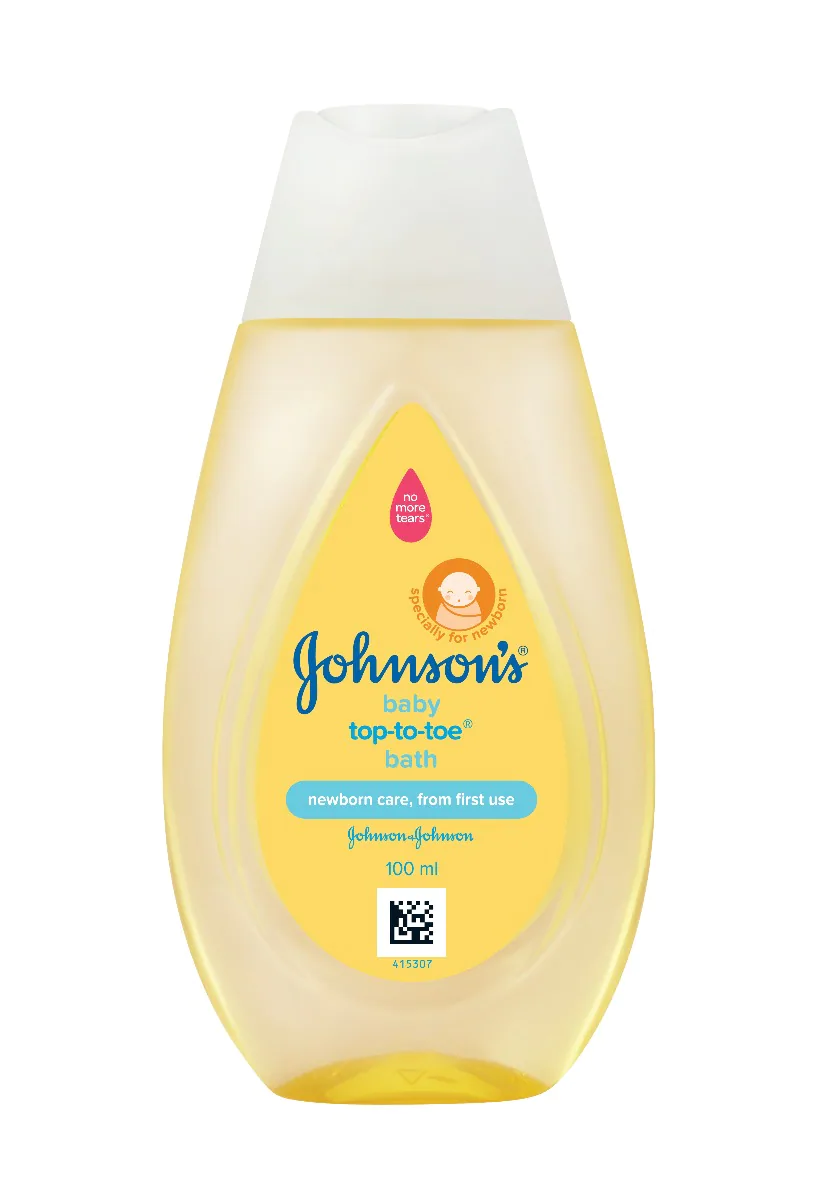 no
more
tears®
specially for newborn
Johnson's®
baby
top-to-toe®
bath
newborn care, from first use
Johnson & Johnson
100 ml
415307